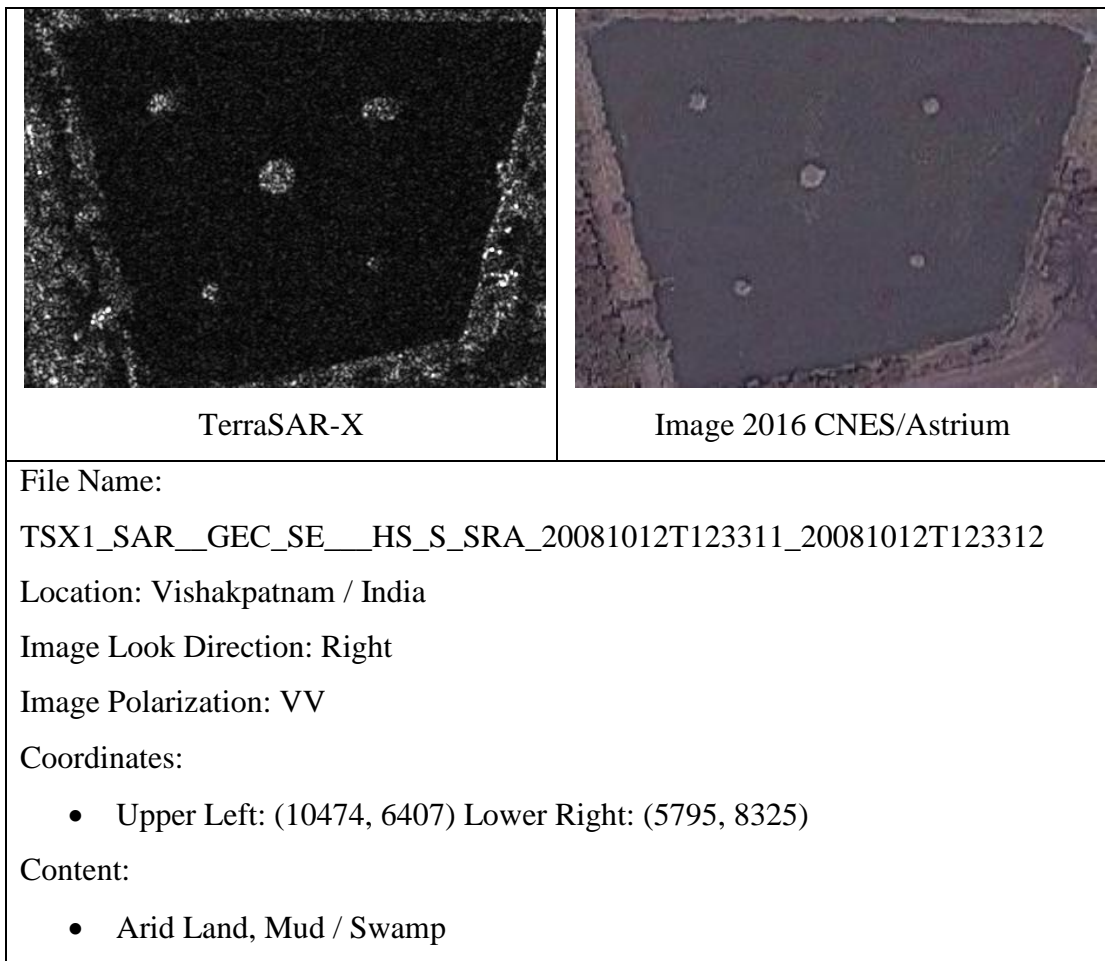 TerraSAR-X
Image 2016 CNES/Astrium
File Name:
TSX1_SAR__GEC_SE___HS_S_SRA_20081012T123311_20081012T123312
Location: Vishakpatnam / India
Image Look Direction: Right
Image Polarization: VV
Coordinates:
• Upper Left: (10474, 6407) Lower Right: (5795, 8325)
Content:
• Arid Land, Mud / Swamp